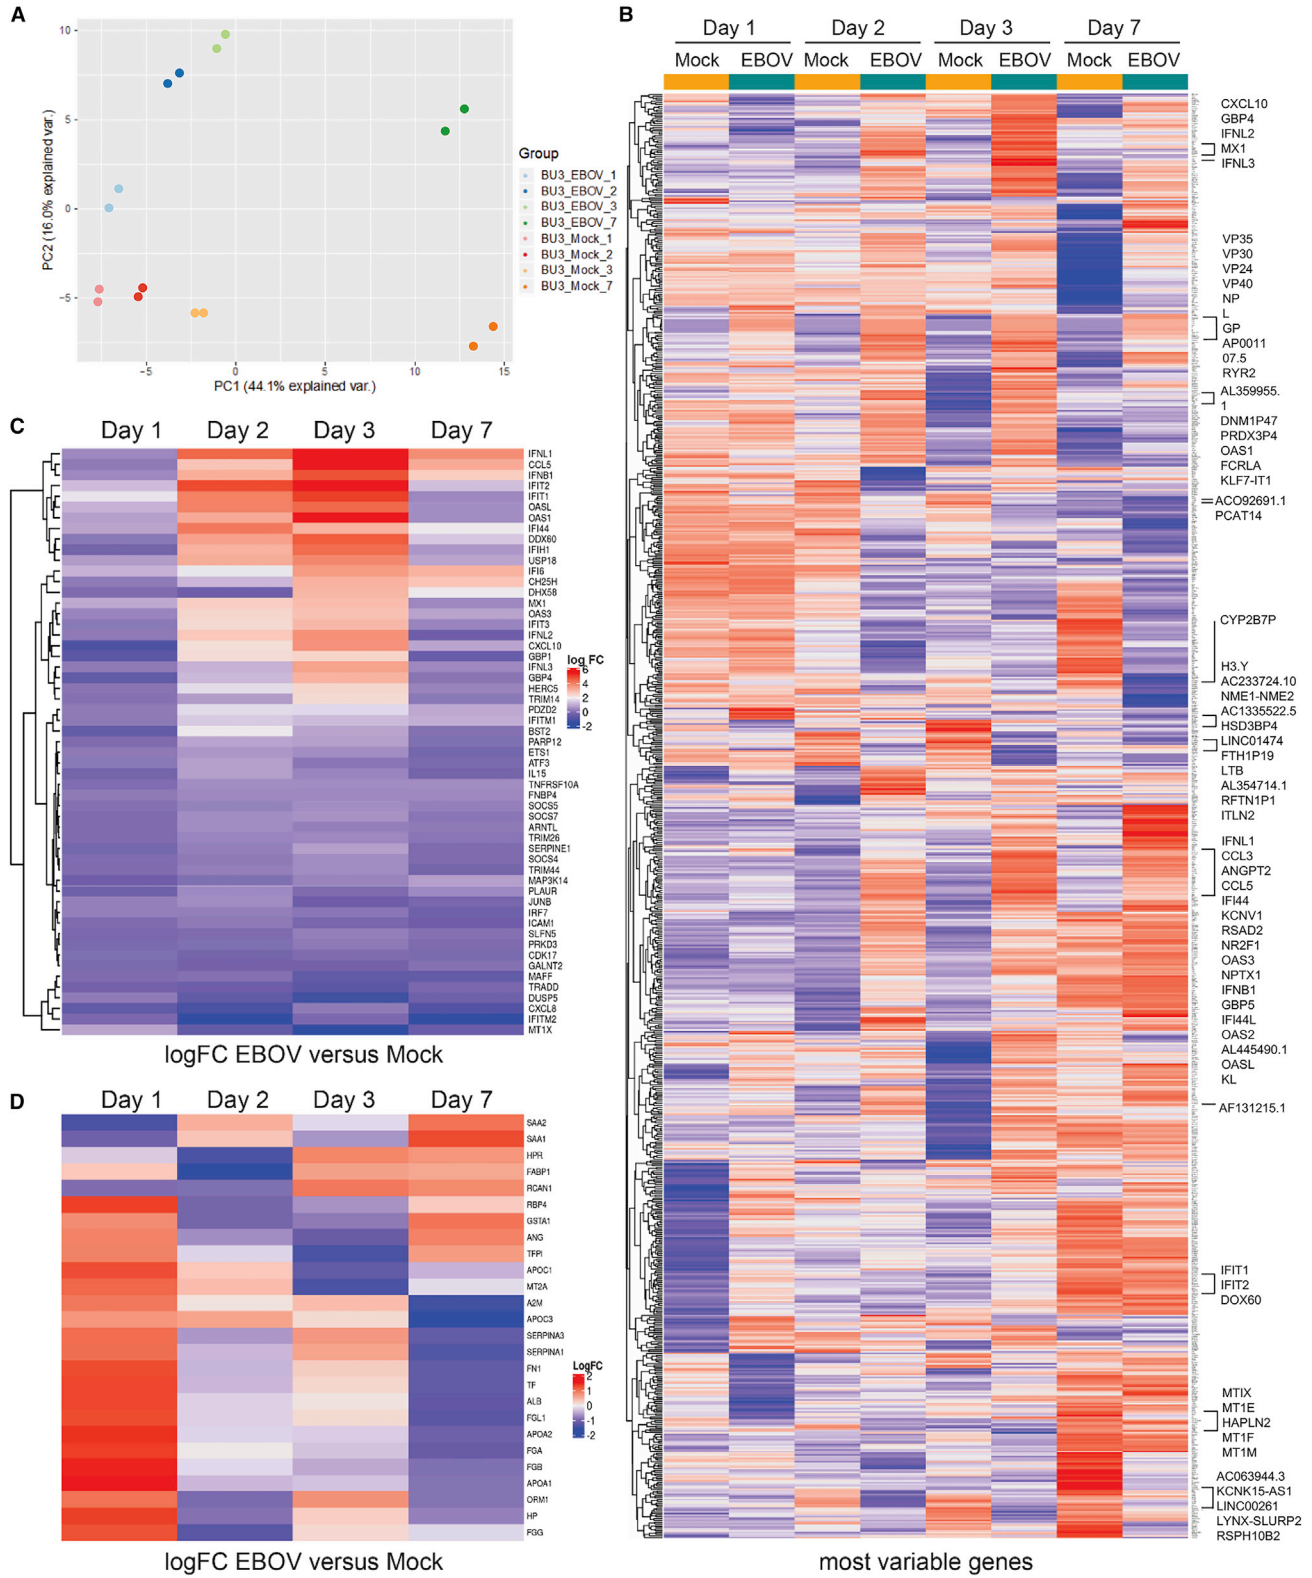 A
10
5
0
−5
−5
0
5
10
15
PC2 (16.0% explained var.)
PC1 (44.1% explained var.)
Group
BU3_EBOV_1
BU3_EBOV_2
BU3_EBOV_3
BU3_EBOV_7
BU3_Mock_1
BU3_Mock_2
BU3_Mock_3
BU3_Mock_7
B
Day 1 Day 2 Day 3 Day 7
Mock EBOV Mock EBOV Mock EBOV Mock EBOV
CXCL10
GBP4
IFNL2
MX1
IFNL3
VP35
VP30
VP24
VP40
NP
L
GP
AP0011
07.5
RYR2
AL359955.
1
DNM1P47
PRDX3P4
OAS1
FCRLA
KLF7-IT1
ACO92691.1
PCAT14
CYP2B7P
H3.Y
AC233724.10
NME1-NME2
AC1335522.5
HSD3BP4
LINC01474
FTH1P19
LTB
AL354714.1
RFTN1P1
ITLN2
IFNL1
CCL3
ANGPT2
CCL5
IFI44
KCNV1
RSAD2
NR2F1
OAS3
NPTX1
IFNB1
GBP5
IFI44L
OAS2
AL445490.1
OASL
KL
AF131215.1
IFIT1
IFIT2
DOX60
MTIX
MT1E
HAPLN2
MT1F
MT1M
AC063944.3
KCNK15-AS1
LINC00261
LYNX-SLURP2
RSPH10B2
most variable genes
C
Day 1 Day 2 Day 3 Day 7
IFNL1
CCL5
IFNB1
IFIT2
IFIT1
OASL
OAS1
IFI44
DDX60
IFIH1
USP18
IFI6
CH25H
DHX58
MX1
OAS3
IFIT3
IFNL2
CXCL10
GBP1
IFNL3
GBP4
HERC5
TRIM14
PDZD2
IFITM1
BST2
PARP12
ETS1
ATF3
IL15
TNFRSF10A
FNBP4
SOCS5
SOCS7
ARNTL
TRIM26
SERPINE1
SOCS4
TRIM44
MAP3K14
PLAUR
JUNB
IRF7
ICAM1
SLFN5
PRKD3
CDK17
GALNT2
MAFF
TRADD
DUSP5
CXCL8
IFITM2
MT1X
log FC
6
4
2
0
-2
logFC EBOV versus Mock
D
Day 1 Day 2 Day 3 Day 7
SAA2
SAA1
HPR
FABP1
RCAN1
RBP4
GSTA1
ANG
TFPI
APOC1
MT2A
A2M
APOC3
SERPINA3
SERPINA1
FN1
TF
ALB
FGL1
APOA2
FGA
FGB
APOA1
ORM1
HP
FGG
LogFC
2
1
0
-1
-2
logFC EBOV versus Mock